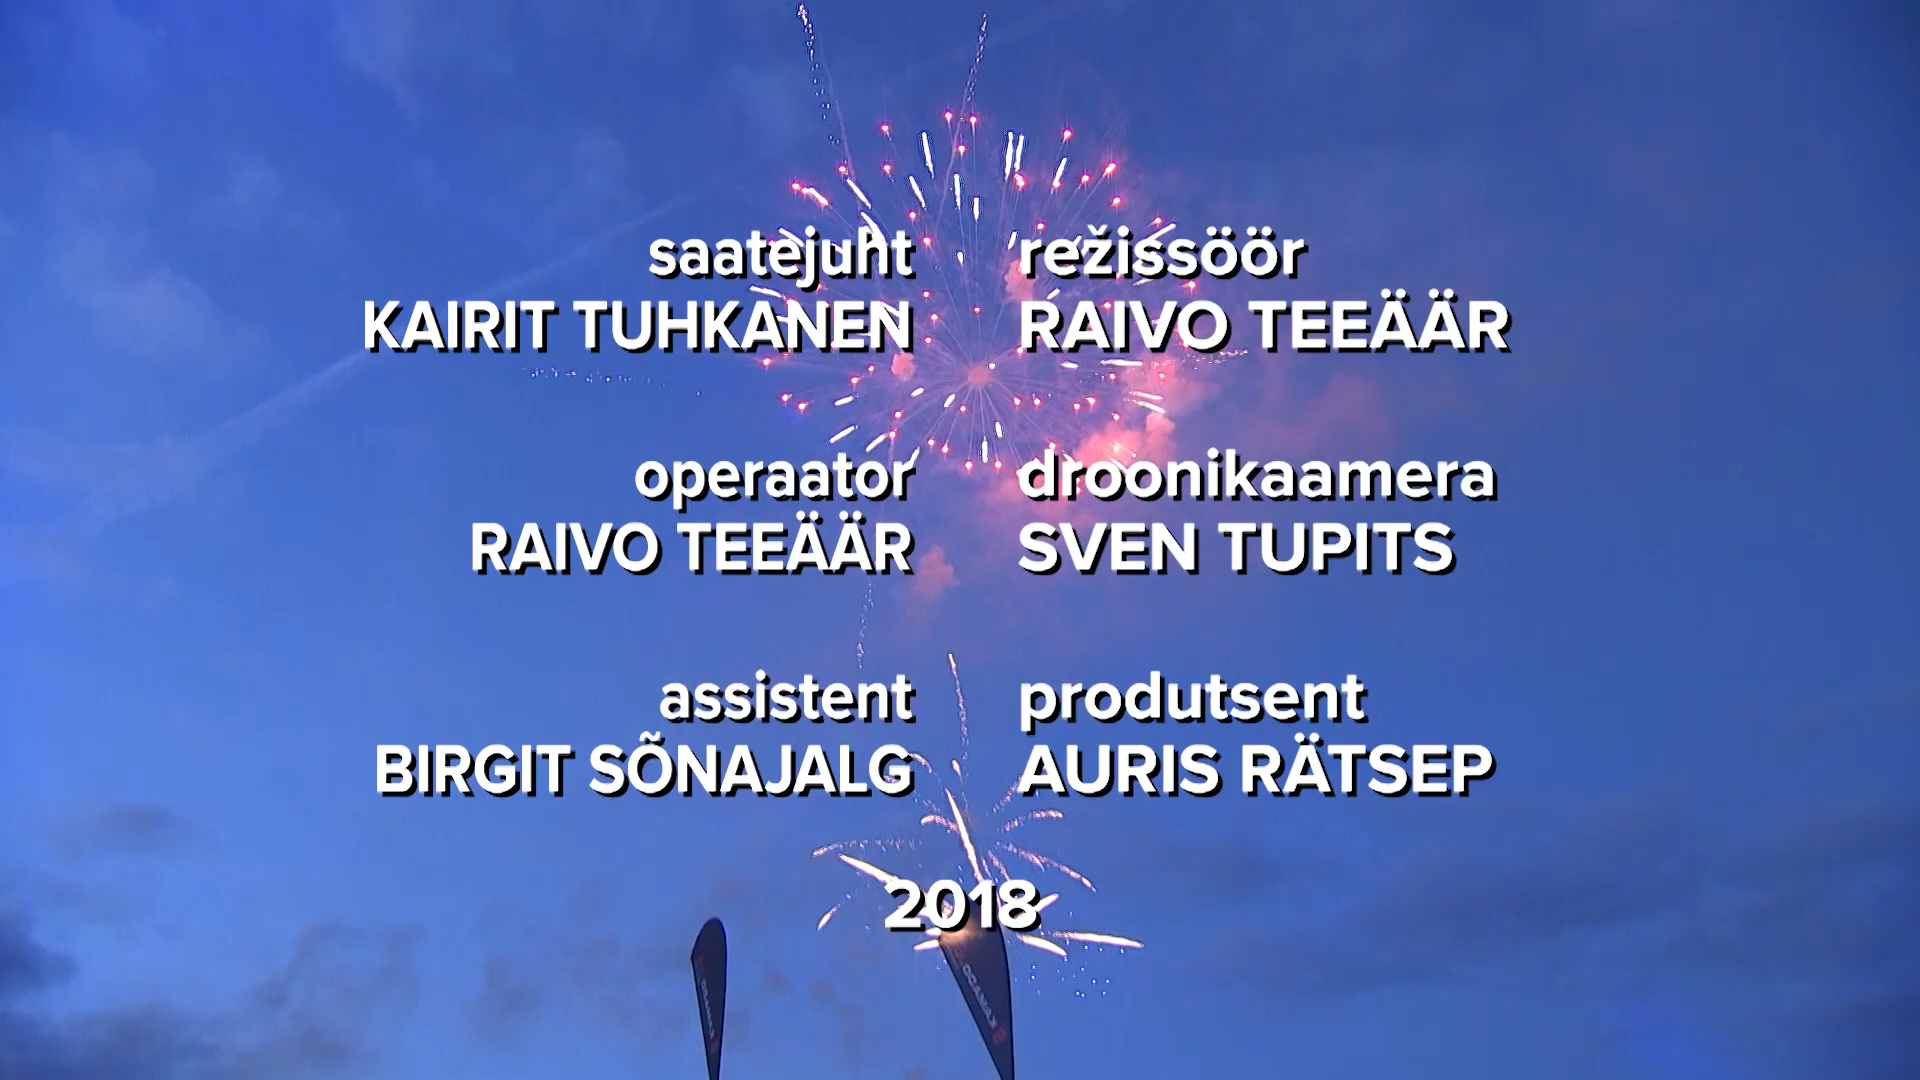 saatejuht
KAIRIT TUHKANEN
režissöör
RAIVO TEEÄÄR
operaator
RAIVO TEEÄÄR
droonikaamera
SVEN TUPITS
assistent
BIRGIT SÕNAJALG
produtsent
AURIS RÄTSEP
2018